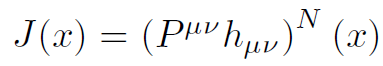 J(x) = (P^{μν} h_{μν})^N (x)